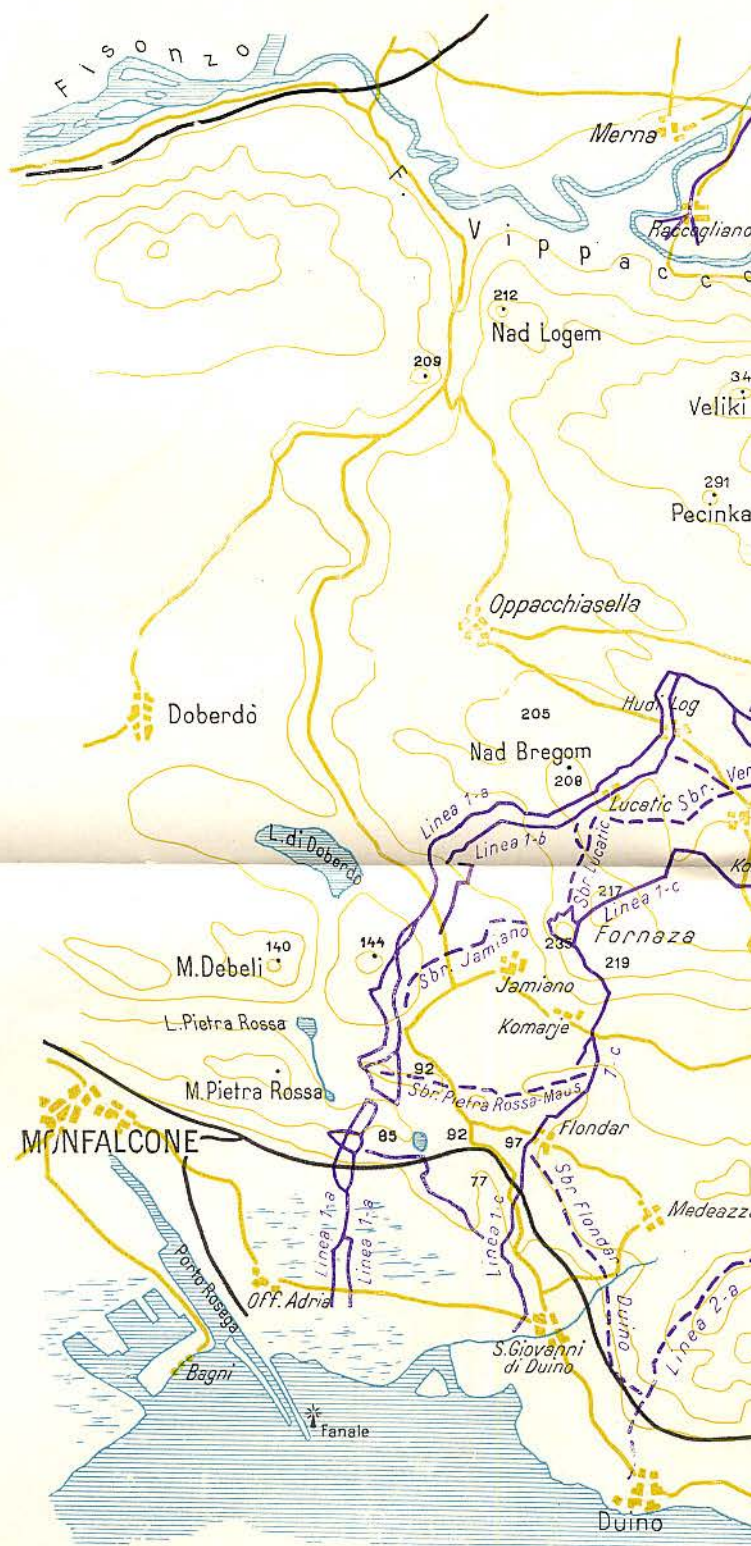 F. Isonzo
Merna
F. Vippacc
Raccogliano
212
Nad Logem
209
34
Veliki
291
Pecinka
Oppacchiasella
Doberdò
Hudi Log
205
Nad Bregom
208
Lucatic
Sbr. Ver
Linea 1-a
Linea 1-b
Sbr. Lucatic
Ko
L. di Doberdò
217
Linea 1-c
Fornaza
235
219
140
M. Debeli
144
Sbr. Jamiano
Jamiano
L. Pietra Rossa
Komarje
M. Pietra Rossa
92
Sbr. Pietra Rossa-Maus
MONFALCONE
85
92
97
Flondar
77
Sbr. Flondar
Medeazza
Linea 1-a
Linea 1-a
Linea 1-c
Porto Rosega
Off. Adria
Duino
Linea 2-a
S. Giovanni
di Duino
Bagni
Fanale
Duino